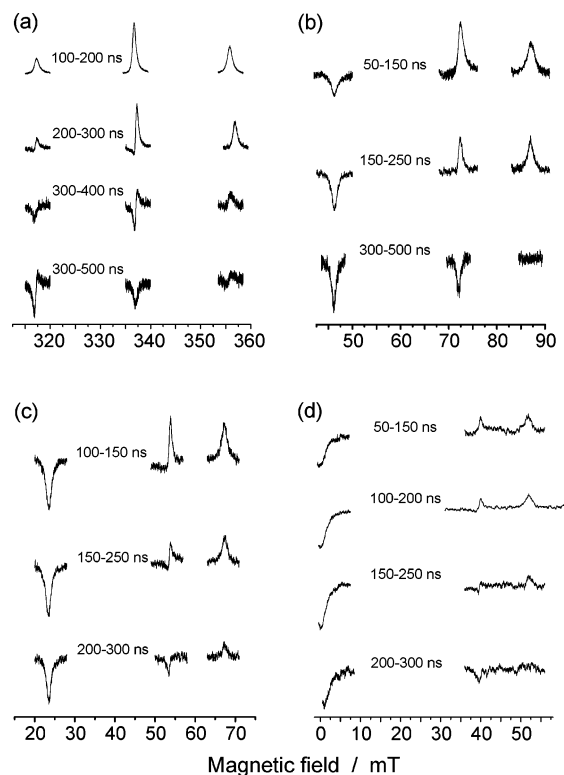 (a)
100-200 ns
200-300 ns
300-400 ns
300-500 ns
320 330 340 350 360
(b)
50-150 ns
150-250 ns
300-500 ns
50 60 70 80 90
(c)
100-150 ns
150-250 ns
200-300 ns
20 30 40 50 60 70
(d)
50-150 ns
100-200 ns
150-250 ns
200-300 ns
0 10 20 30 40 50
Magnetic field / mT